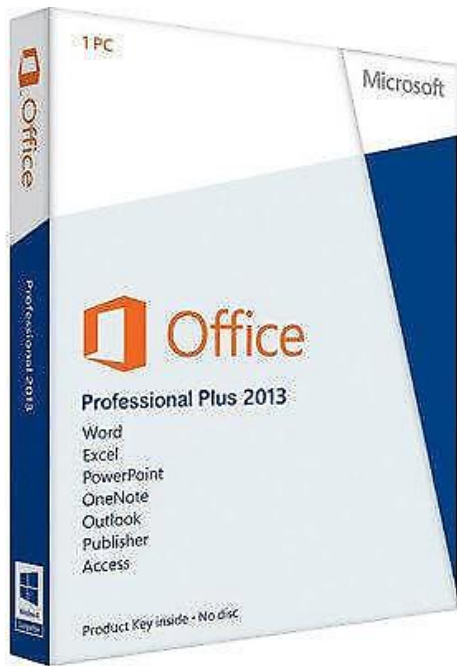 1 PC
Microsoft
Office
Professional 2013
Office
Professional Plus 2013
Word
Excel
PowerPoint
OneNote
Outlook
Publisher
Access
Product Key inside • No disc